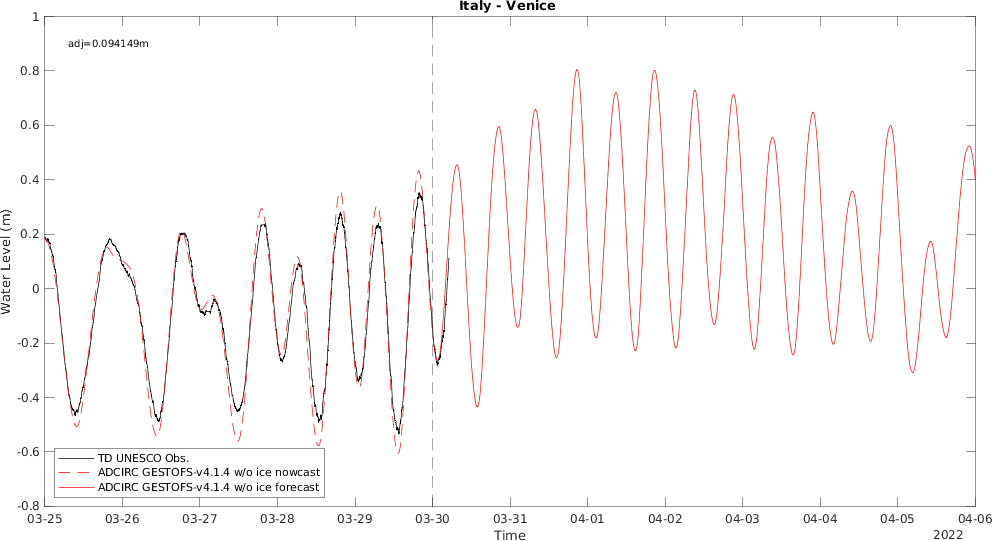 Italy - Venice
adj=0.094149m
1
0.8
0.6
0.4
0.2
0
-0.2
-0.4
-0.6
-0.8
Water Level (m)
TD UNESCO Obs.
ADCIRC GESTOFS-v4.1.4 w/o ice nowcast
ADCIRC GESTOFS-v4.1.4 w/o ice forecast
03-25 03-26 03-27 03-28 03-29 03-30 03-31 04-01 04-02 04-03 04-04 04-05 04-06
Time
2022